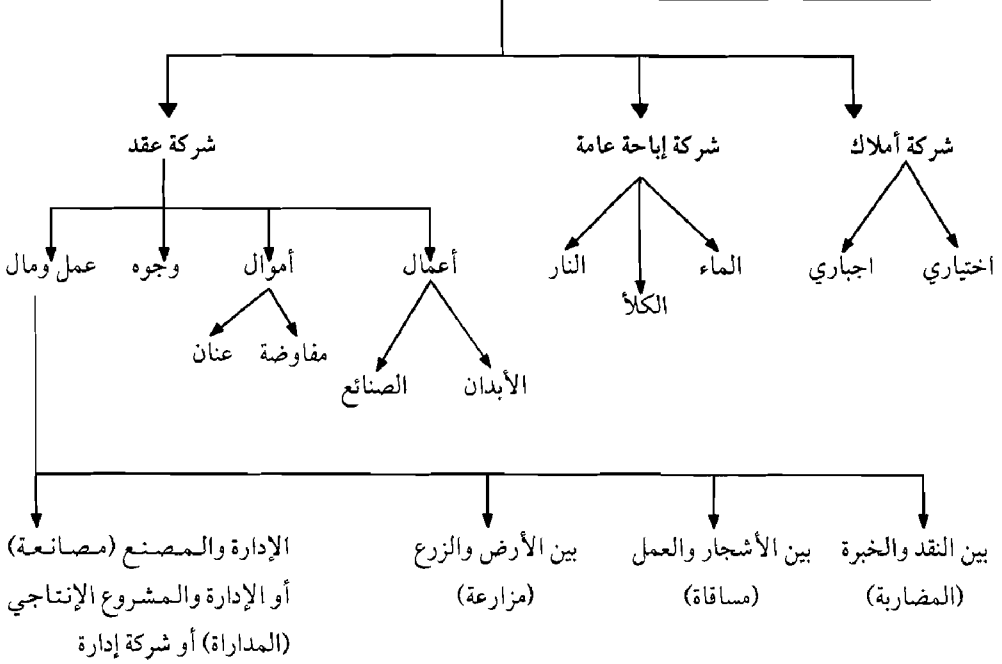 شركة أملاك
شركة إباحة عامة
شركة عقد
اختياري
اجباري
الماء
الكلأ
النار
أعمال
أموال
وجوه
عمل ومال
الأبدان
الصنائع
مفاوضة
عنان
بين النقد والخبرة
(المضاربة)
بين الأشجار والعمل
(مساقاة)
بين الأرض والزرع
(مزارعة)
الإدارة والمصنع (مصانعة)
أو الإدارة والمشروع الإنتاجي
(المداراة) أو شركة إدارة